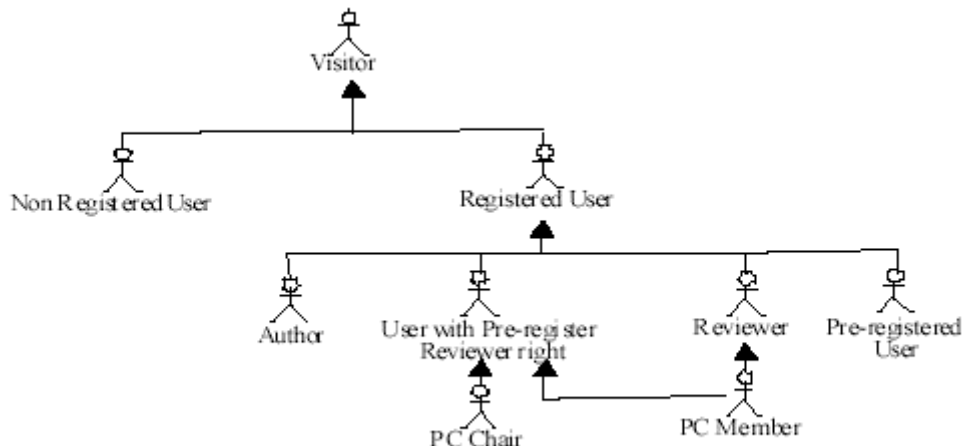 Visitor
Non Registered User
Registered User
Author
User with Pre-register
Reviewer right
Reviewer
Pre-registered
User
PC Chair
PC Member